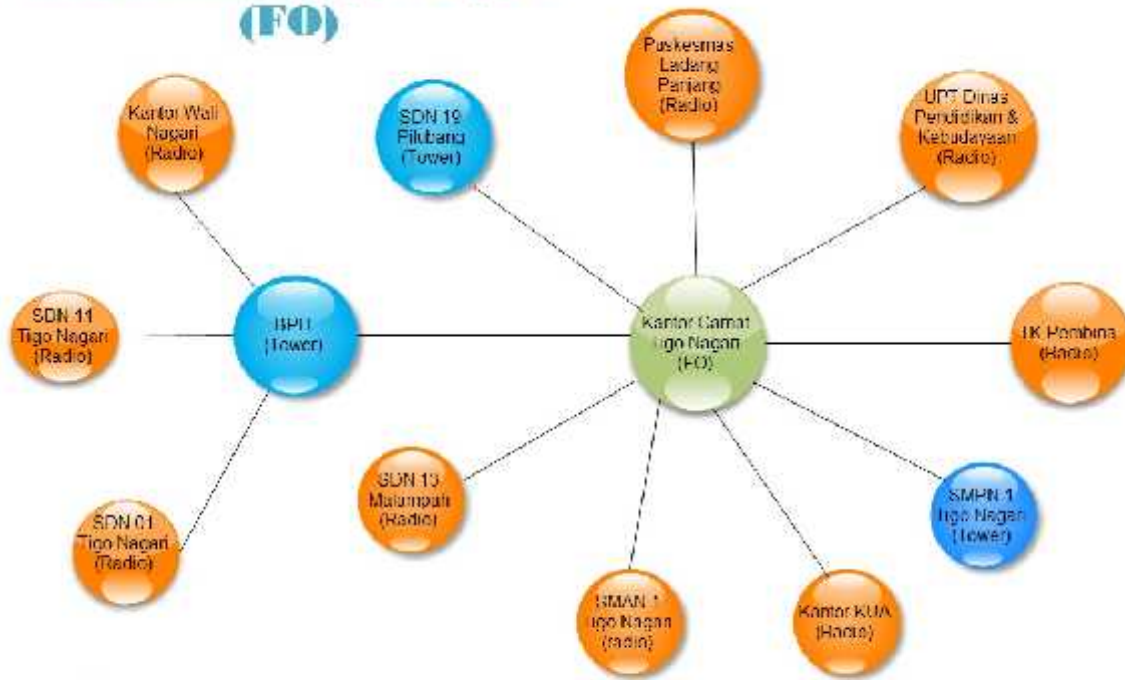 (FO)
Puskesmas
Ladang
Panjang
(Radio)
Kantor Wali
Nagari
(Radio)
SDN 19
Pilubang
(Tower)
UPT Dinas
Pendidikan &
Kebudayaan
(Radio)
SDN 11
Tigo Nagari
(Radio)
(Tower)
Kantor Camat
Tigo Nagari
(FO)
TK Pembina
(Radio)
SDN 13
Malampah
(Radio)
SMPN 1
Tigo Nagari
(Tower)
SDN 01
Tigo Nagari
(Radio)
SMAN 1
Tigo Nagari
(radio)
Kantor KUA
(Radio)